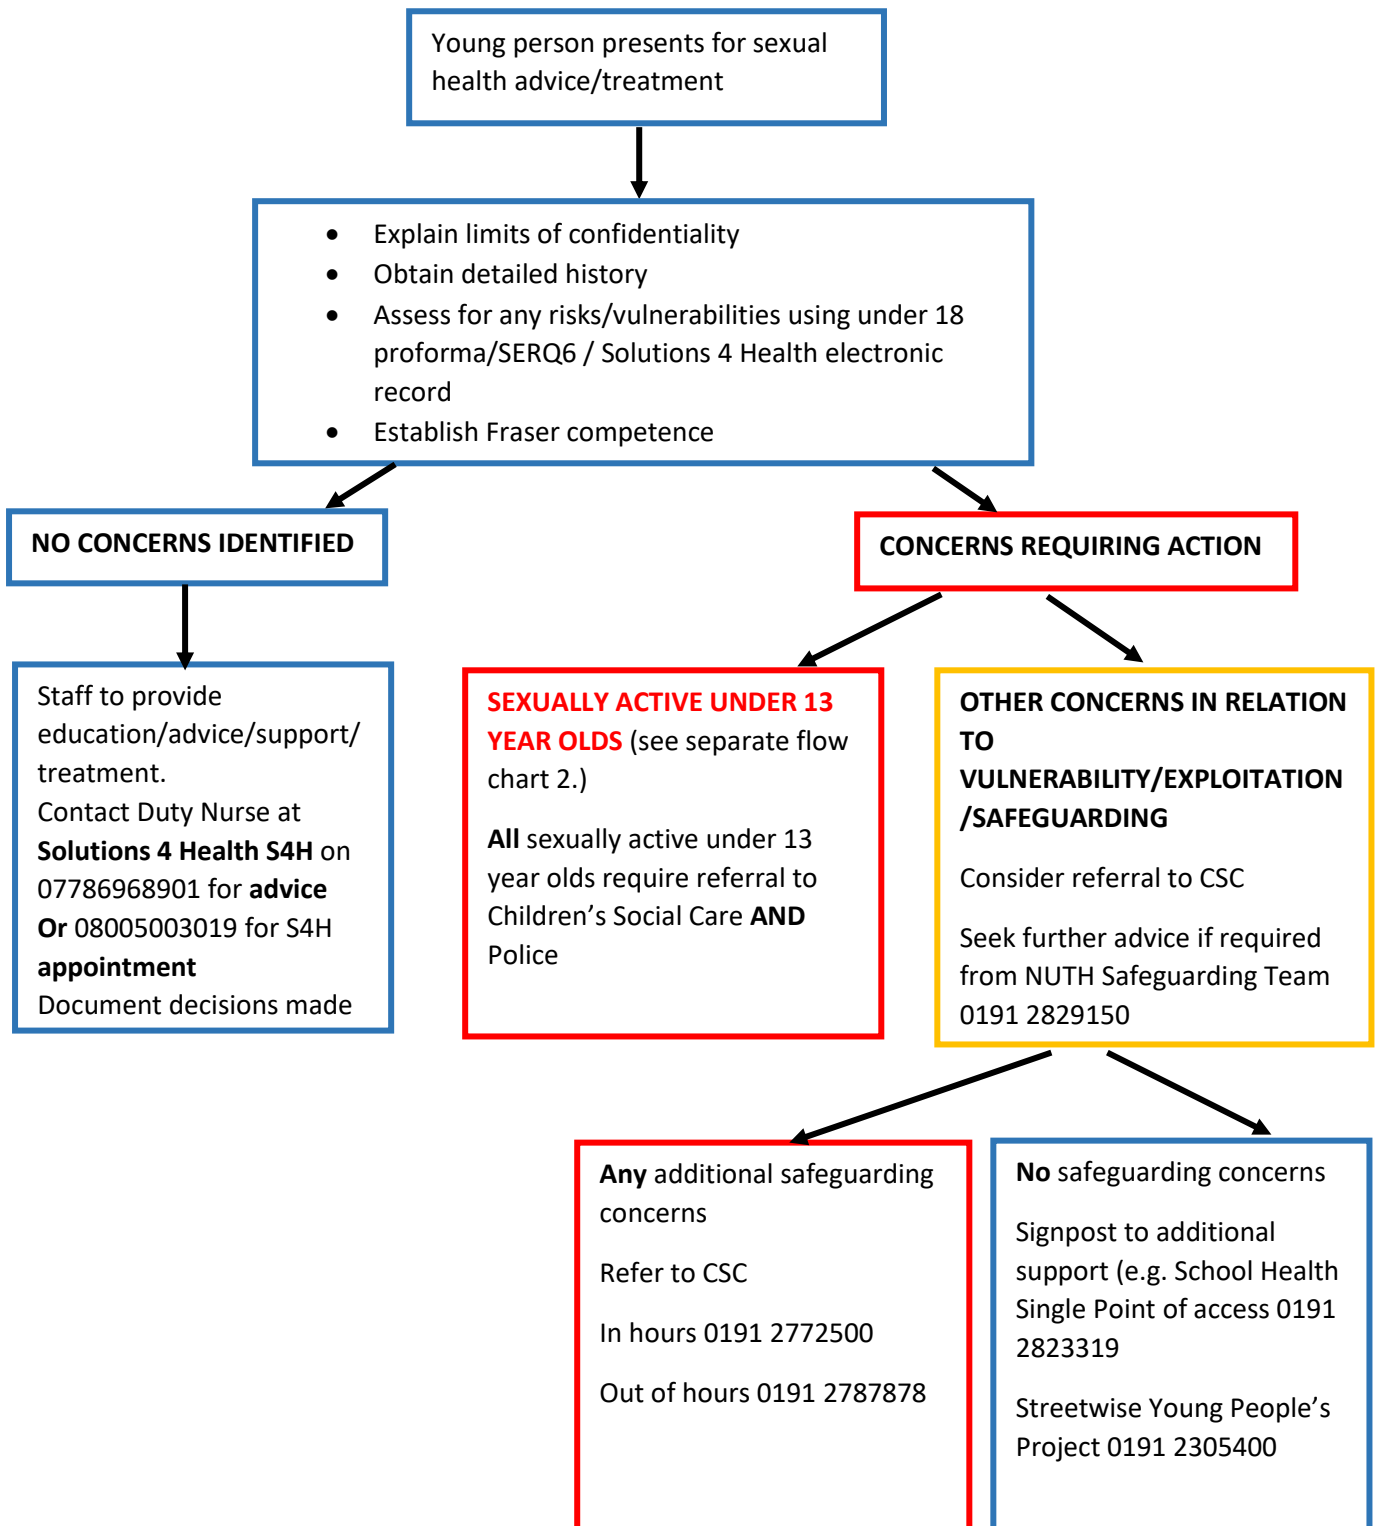 Young person presents for sexual
health advice/treatment
• Explain limits of confidentiality
• Obtain detailed history
• Assess for any risks/vulnerabilities using under 18
proforma/SERQ6 / Solutions 4 Health electronic
record
• Establish Fraser competence
NO CONCERNS IDENTIFIED
CONCERNS REQUIRING ACTION
Staff to provide
education/advice/support/
treatment.
Contact Duty Nurse at
Solutions 4 Health S4H on
07786968901 for advice
Or 08005003019 for S4H
appointment
Document decisions made
SEXUALLY ACTIVE UNDER 13
YEAR OLDS (see separate flow
chart 2.)
All sexually active under 13
year olds require referral to
Children's Social Care AND
Police
OTHER CONCERNS IN RELATION
TO
VULNERABILITY/EXPLOITATION
/SAFEGUARDING
Consider referral to CSC
Seek further advice if required
from NUTH Safeguarding Team
0191 2829150
Any additional safeguarding
concerns
Refer to CSC
In hours 0191 2772500
Out of hours 0191 2787878
No safeguarding concerns
Signpost to additional
support (e.g. School Health
Single Point of access 0191
2823319
Streetwise Young People's
Project 0191 2305400